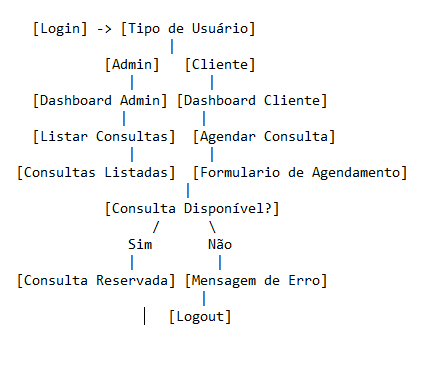 [Login] -> [Tipo de Usuário]
|
[Admin] [Cliente]
| |
[Dashboard Admin] [Dashboard Cliente]
| |
[Listar Consultas] [Agendar Consulta]
| |
[Consultas Listadas] [Formulario de Agendamento]
|
[Consulta Disponível?]
/ \
Sim Não
| |
[Consulta Reservada] [Mensagem de Erro]
|
[Logout]